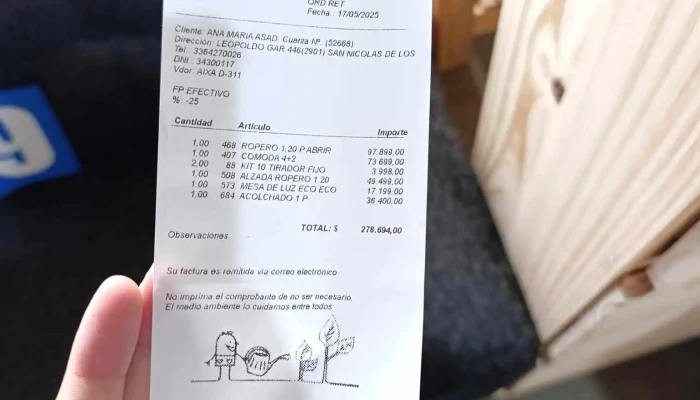 ORD RET
Fecha : 17/05/2025
Cliente: ANA MARIA ASAD Cuenta Nº. (52668)
Dirección: LEOPOLDO GAR 446(2901) SAN NICOLAS DE LOS
Tel : 3364270026
DNI.: 34300117
Vdor: AIXA D-311
FP EFECTIVO
%: -25
Cantidad Artículo Importe
1,00 468 ROPERO 1,20 P ABRIR 97.899,00
1,00 407 COMODA 4+2 73.699,00
2,00 88 KIT 10 TIRADOR FIJO 3.998,00
1,00 508 ALZADA ROPERO 1.20 49.499,00
1,00 573 MESA DE LUZ ECO ECO 17.199,00
1,00 684 ACOLCHADO 1 P 36.400,00
TOTAL: $ 278.694,00
Observaciones
Su factura es remitida via correo electrónico
No imprima el comprobante de no ser necesario.
El medio ambiente lo cuidamos entre todos
9